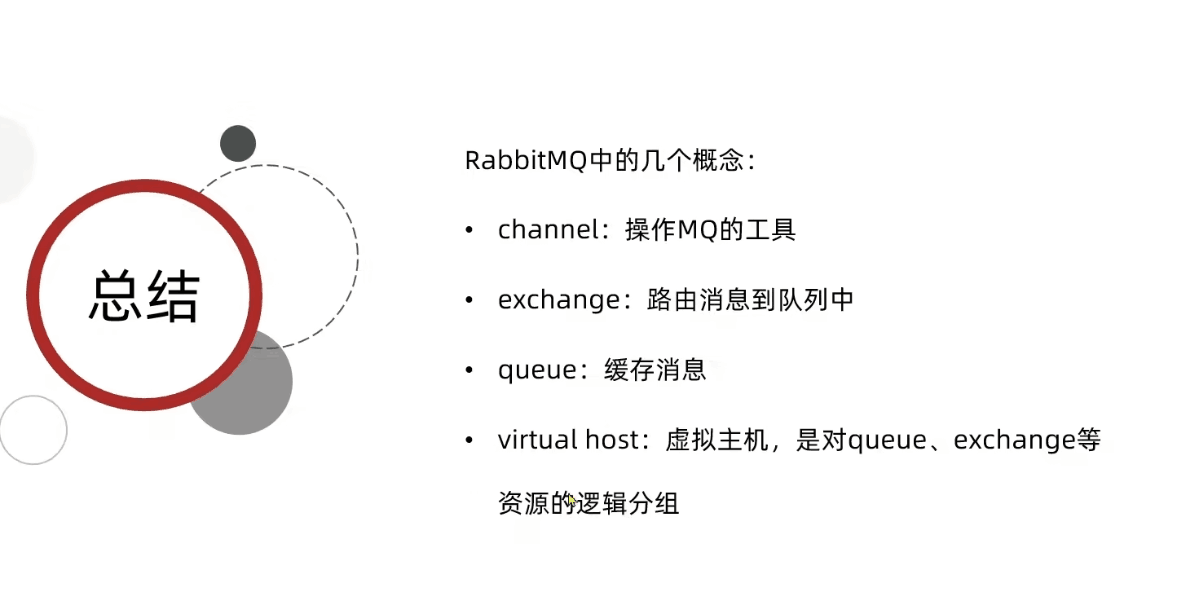 总结
RabbitMQ中的几个概念：
• channel：操作MQ的工具
• exchange：路由消息到队列中
• queue：缓存消息
• virtual host：虚拟主机，是对queue、exchange等
资源的逻辑分组